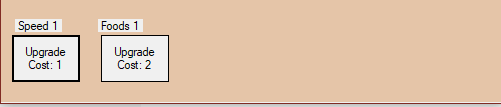 Speed 1 Foods 1
Upgrade Upgrade
Cost: 1 Cost: 2